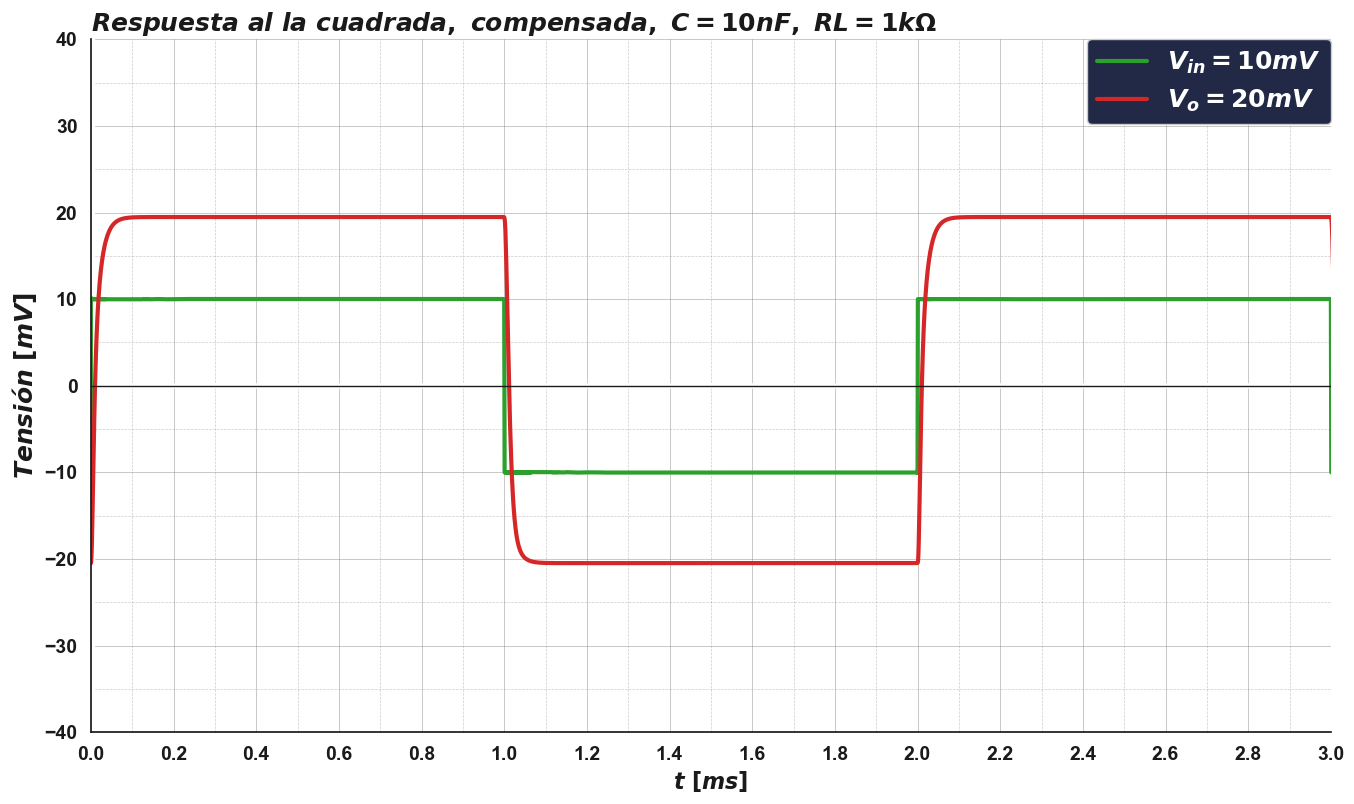 Respuesta al la cuadrada, compensada, C = 10nF, RL = 1kΩ
V_in = 10mV
V_o = 20mV
Tensión [mV]
40
30
20
10
0
−10
−20
−30
−40
0.0 0.2 0.4 0.6 0.8 1.0 1.2 1.4 1.6 1.8 2.0 2.2 2.4 2.6 2.8 3.0
t [ms]